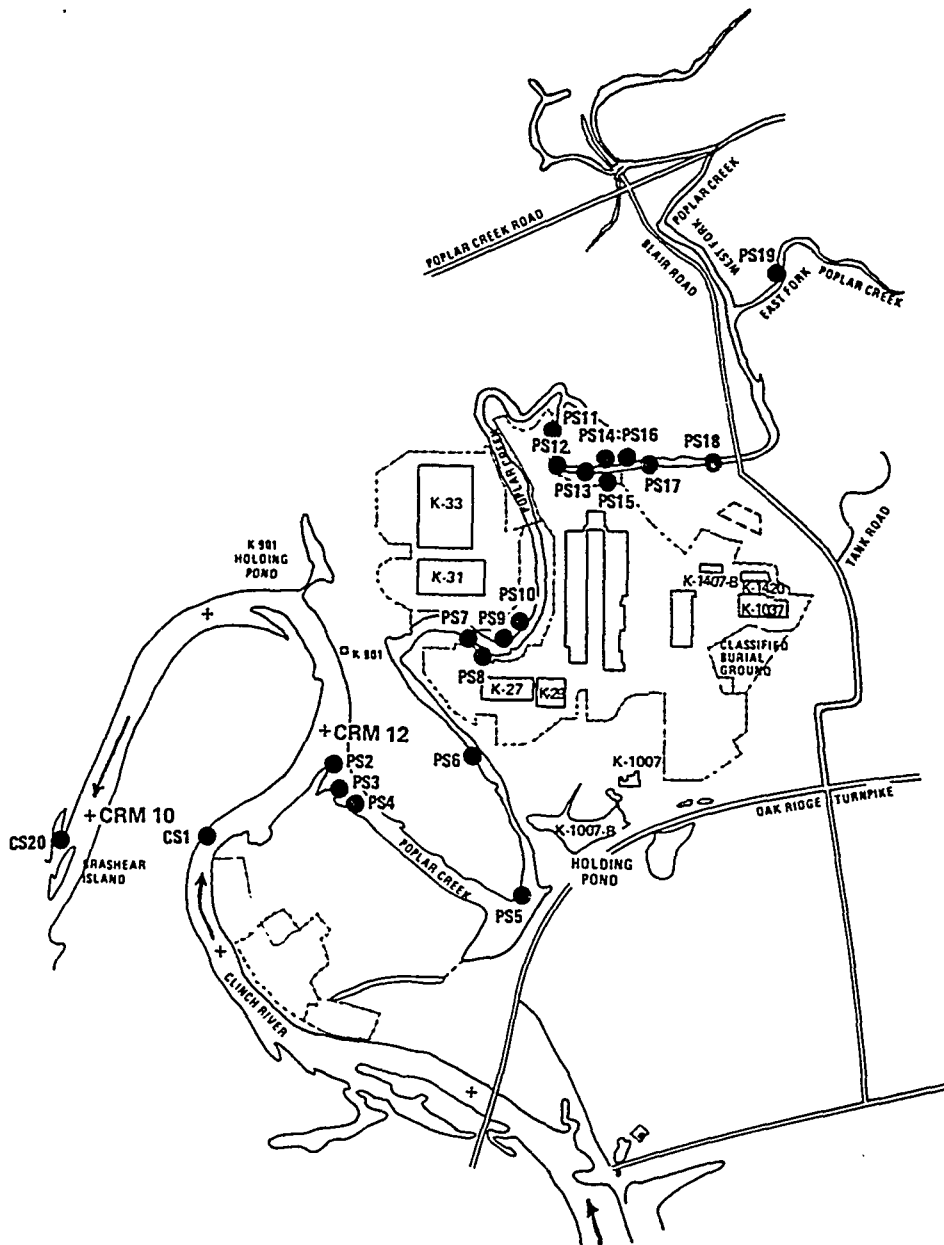 POPLAR CREEK ROAD
BLAIR ROAD
WEST FORK
POPLAR CREEK
PS19
EAST FORK
POPLAR CREEK
PS11
PS12
PS14
PS16
PS18
PS13
PS15
PS17
POPLAR CREEK
K-33
K-31
K 901
HOLDING
POND
TANK ROAD
K-1407-B
K-1420
K-1037
PS10
PS7
PS9
PS8
K 901
CLASSIFIED
BURIAL
GROUND
K-27
K-29
+CRM 12
PS2
PS3
PS4
PS6
K-1007
OAK RIDGE TURNPIKE
K-1007-B
HOLDING
POND
+CRM 10
CS20
BRASHEAR
ISLAND
CS1
POPLAR CREEK
PS5
CLINCH RIVER